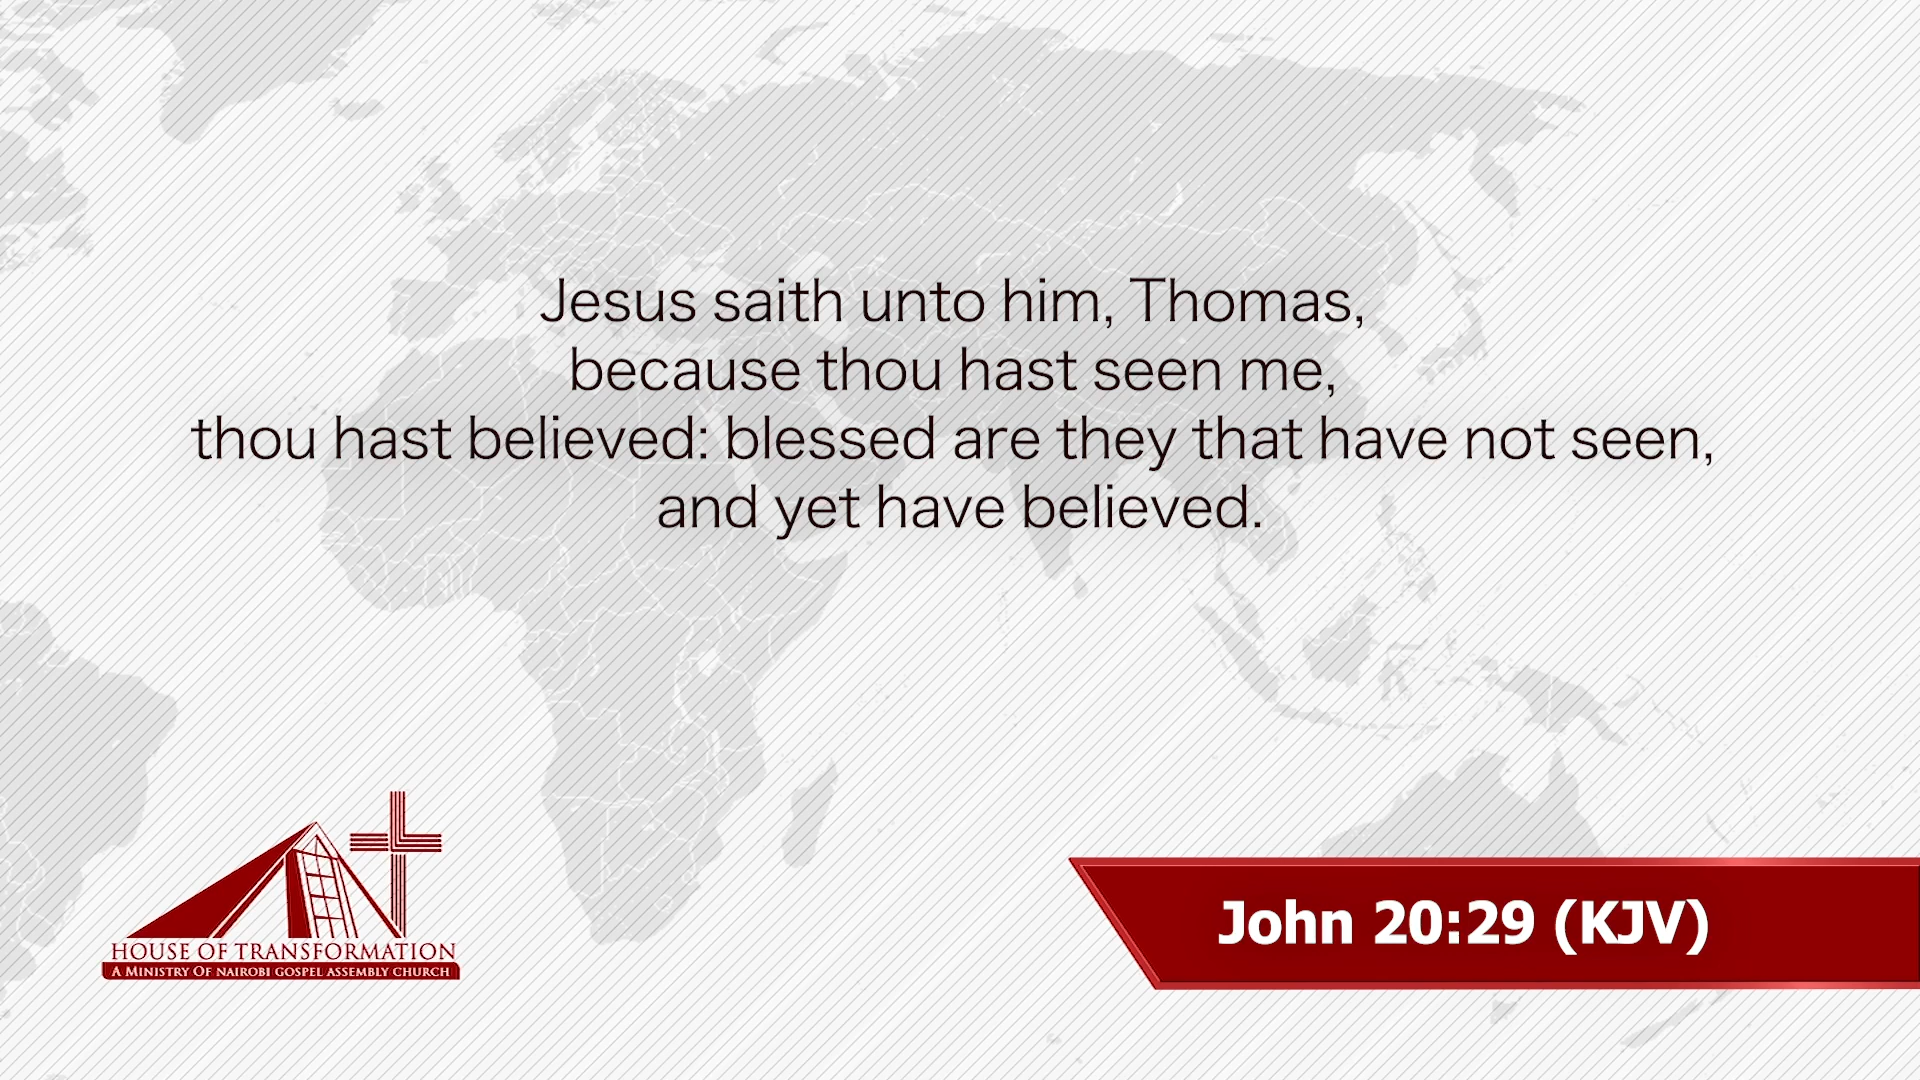 Jesus saith unto him, Thomas,
because thou hast seen me,
thou hast believed: blessed are they that have not seen,
and yet have believed.
HOUSE OF TRANSFORMATION
A MINISTRY OF NAIROBI GOSPEL ASSEMBLY CHURCH
John 20:29 (KJV)